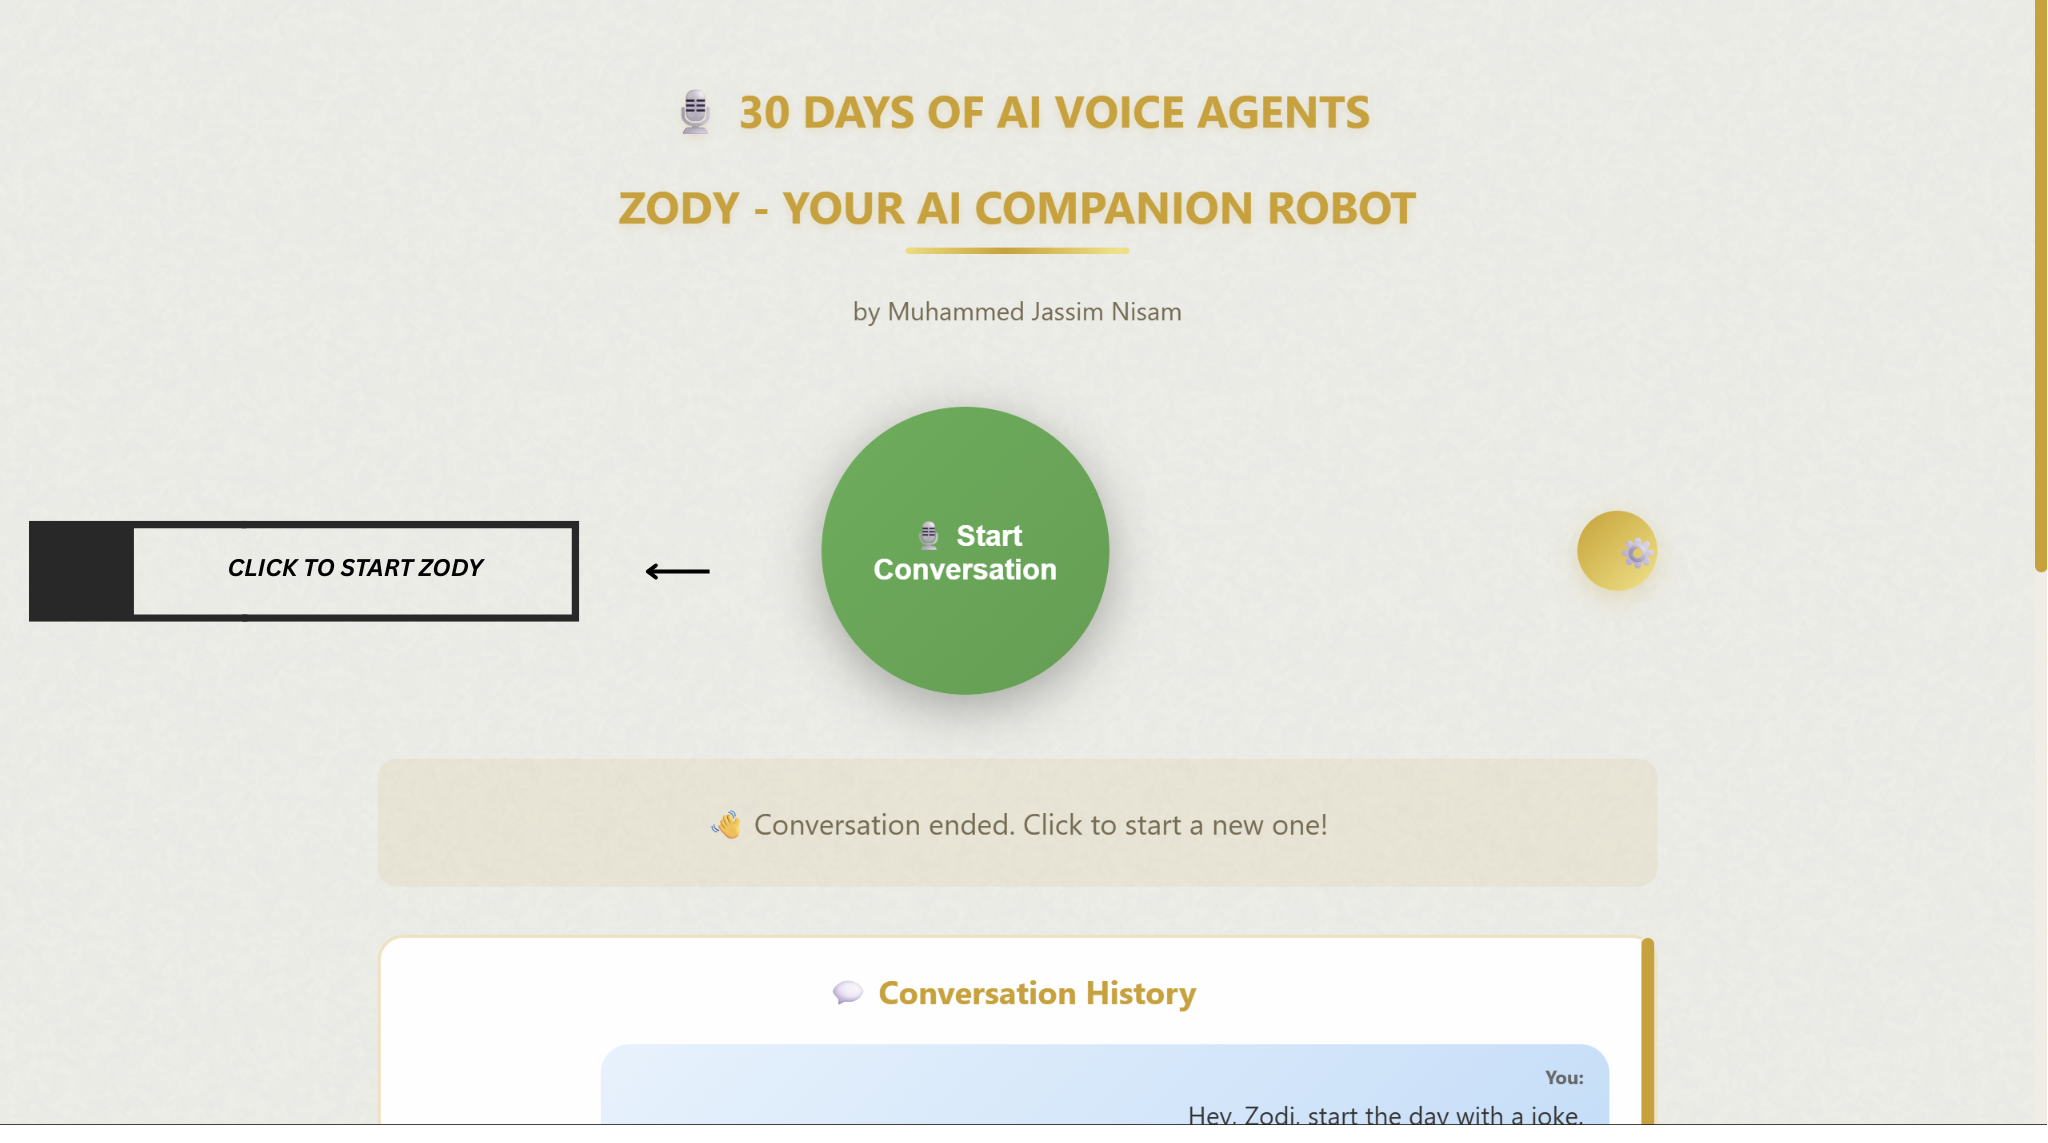 30 DAYS OF AI VOICE AGENTS
ZODY - YOUR AI COMPANION ROBOT
by Muhammed Jassim Nisam
CLICK TO START ZODY
Start
Conversation
Conversation ended. Click to start a new one!
Conversation History
You:
Hey, Zodi, start the day with a joke.